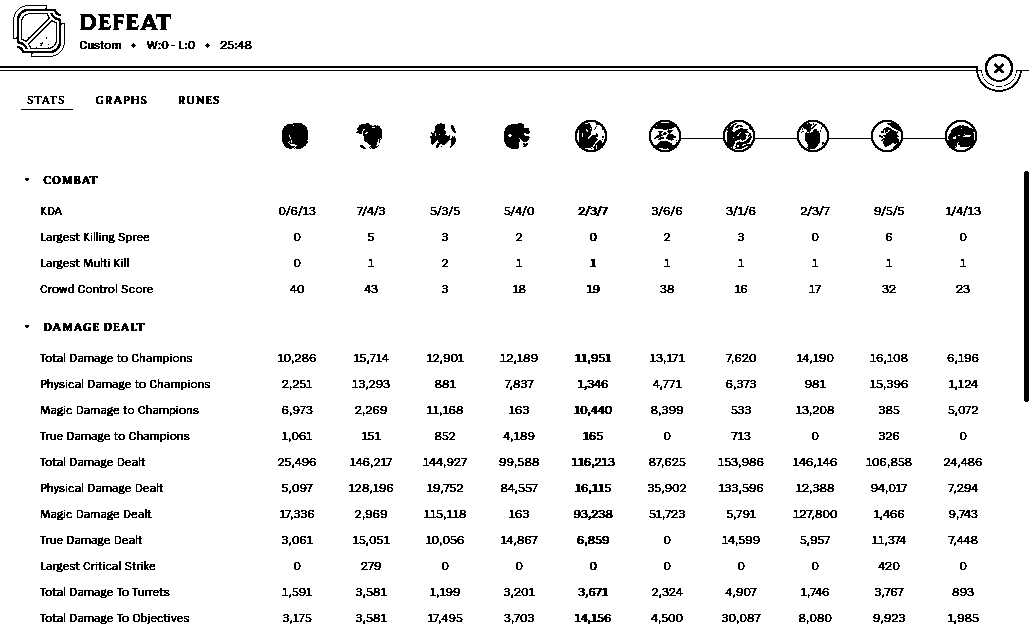 DEFEAT
Custom • W:0 - L:0 • 25:48
STATS GRAPHS RUNES
COMBAT
KDA 0/6/13 7/4/3 5/3/5 5/4/0 2/3/7 3/6/6 3/1/6 2/3/7 9/5/5 1/4/13
Largest Killing Spree 0 5 3 2 0 2 3 0 6 0
Largest Multi Kill 0 1 2 1 1 1 1 1 1 1
Crowd Control Score 40 43 3 18 19 38 16 17 32 23
DAMAGE DEALT
Total Damage to Champions 10,286 15,714 12,901 12,189 11,951 13,171 7,620 14,190 16,108 6,196
Physical Damage to Champions 2,251 13,293 881 7,837 1,346 4,771 6,373 981 15,396 1,124
Magic Damage to Champions 6,973 2,269 11,168 163 10,440 8,399 533 13,208 385 5,072
True Damage to Champions 1,061 151 852 4,189 165 0 713 0 326 0
Total Damage Dealt 25,496 146,217 144,927 99,588 116,213 87,625 153,986 146,146 106,858 24,486
Physical Damage Dealt 5,097 128,196 19,752 84,557 16,115 35,902 133,596 12,388 94,017 7,294
Magic Damage Dealt 17,336 2,969 115,118 163 93,238 51,723 5,791 127,800 1,466 9,743
True Damage Dealt 3,061 15,051 10,056 14,867 6,859 0 14,599 5,957 11,374 7,448
Largest Critical Strike 0 279 0 0 0 0 0 0 420 0
Total Damage To Turrets 1,591 3,581 1,199 3,201 3,671 2,324 4,907 1,746 3,767 893
Total Damage To Objectives 3,175 3,581 17,495 3,703 14,156 4,500 30,087 8,080 9,923 1,985